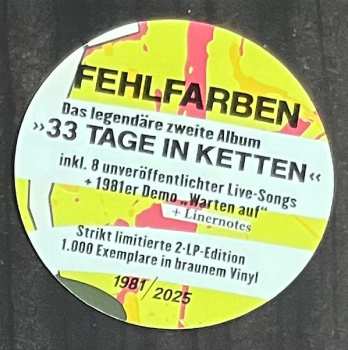 FEHLFARBEN
Das legendäre zweite Album
»33 TAGE IN KETTEN«
inkl. 8 unveröffentlichter Live-Songs
+ 1981er Demo „Warten auf“
+ Linernotes
Strikt limitierte 2-LP-Edition
1.000 Exemplare in braunem Vinyl
1981/2025